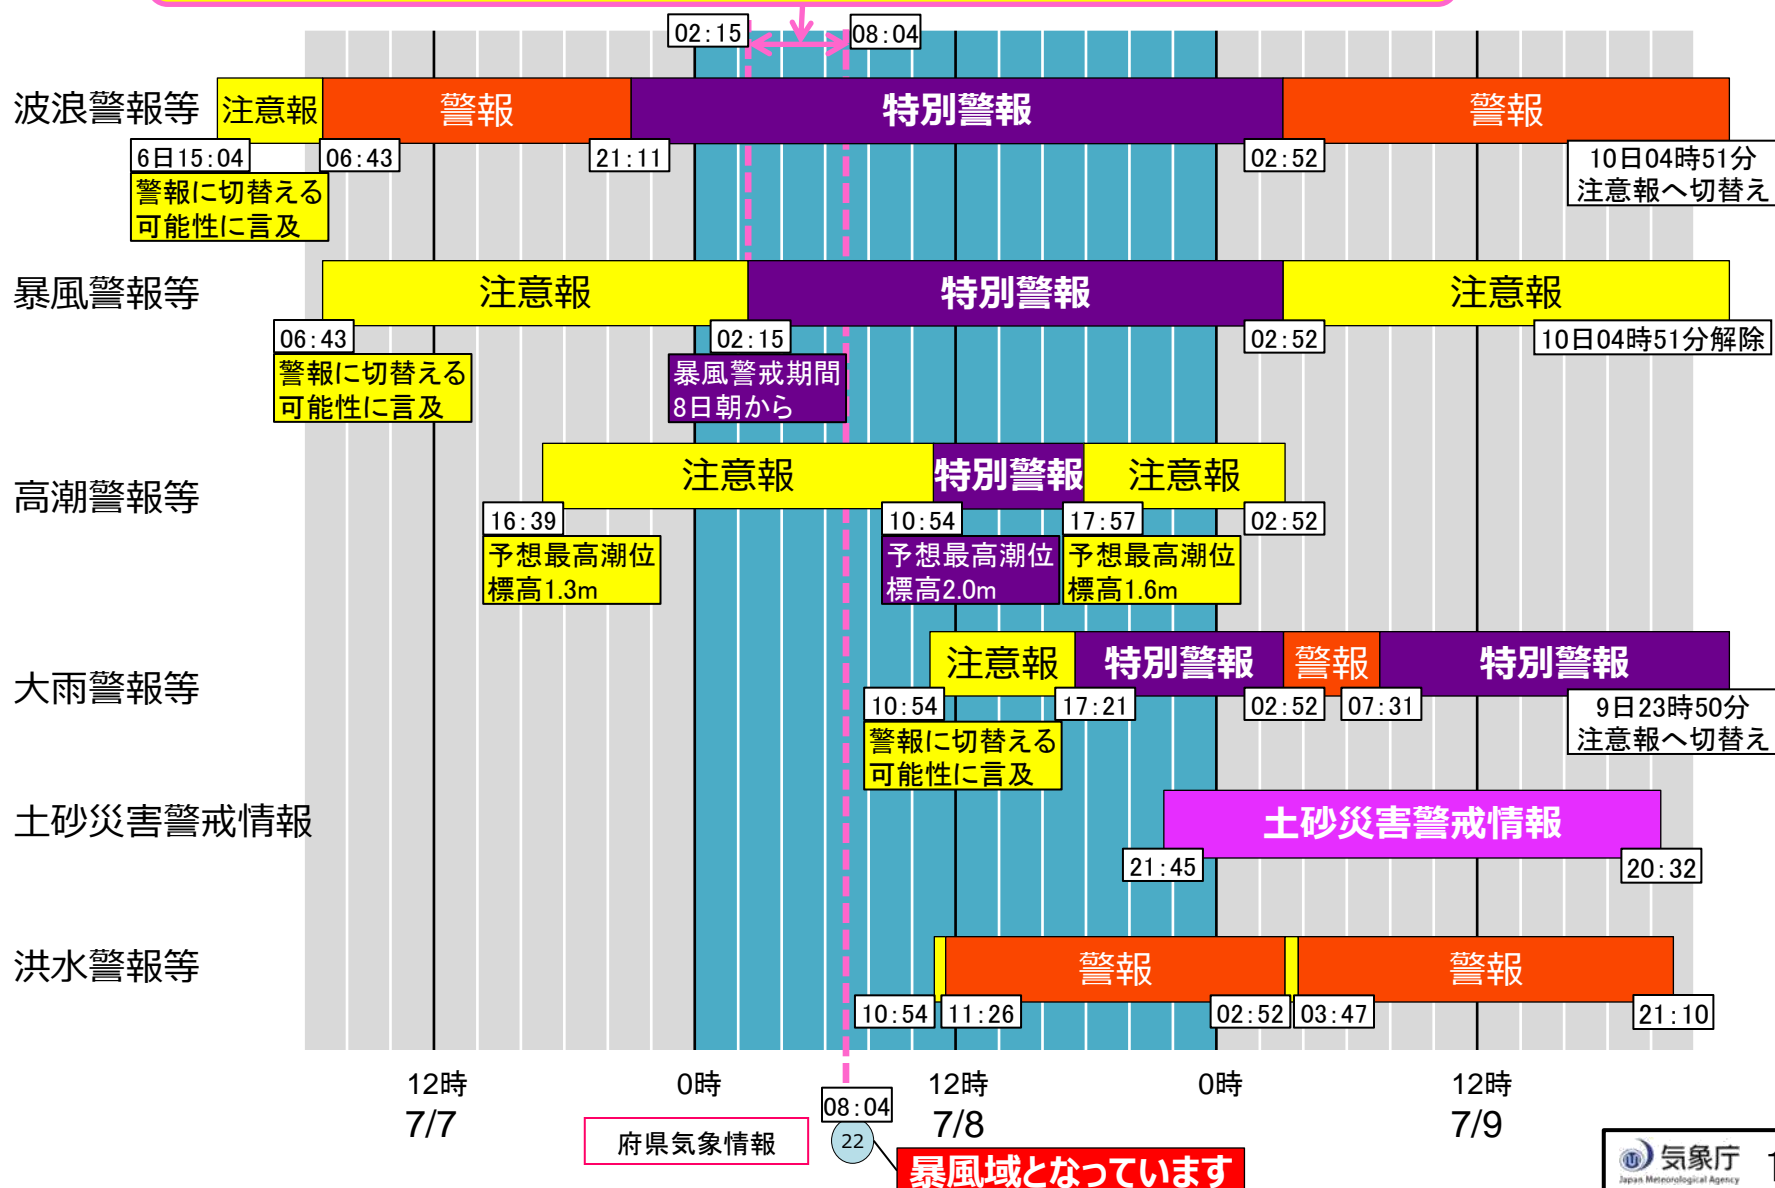 02:15
08:04
波浪警報等
注意報
警報
特別警報
警報
6日15:04
06:43
21:11
02:52
10日04時51分
注意報へ切替え
警報に切替える
可能性に言及
暴風警報等
注意報
特別警報
注意報
06:43
02:15
02:52
10日04時51分解除
警報に切替える
可能性に言及
暴風警戒期間
8日朝から
高潮警報等
注意報
特別警報
注意報
16:39
10:54
17:57
02:52
予想最高潮位
標高1.3m
予想最高潮位
標高2.0m
予想最高潮位
標高1.6m
大雨警報等
注意報
特別警報
警報
特別警報
10:54
17:21
02:52
07:31
9日23時50分
注意報へ切替え
警報に切替える
可能性に言及
土砂災害警戒情報
土砂災害警戒情報
21:45
20:32
洪水警報等
警報
警報
10:54
11:26
02:52
03:47
21:10
12時
0時
12時
0時
12時
7/7
7/8
7/9
08:04
府県気象情報
22
暴風域となっています
気象庁
Japan Meteorological Agency
1